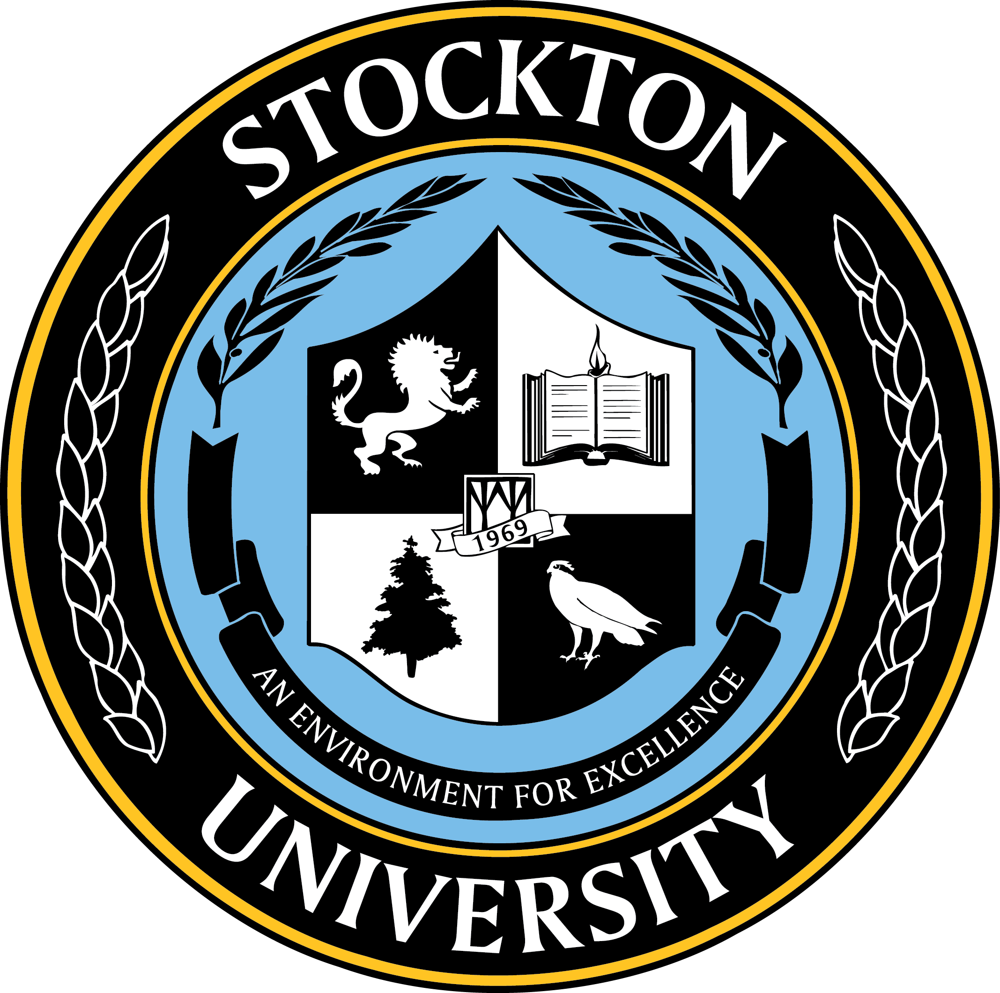 STOCKTON
1969
AN ENVIRONMENT FOR EXCELLENCE
UNIVERSITY